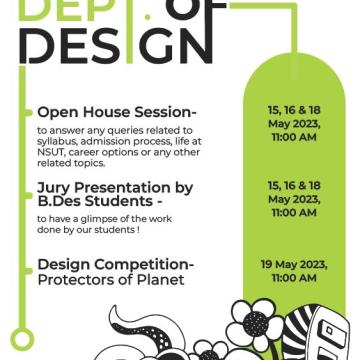 DEPT. OF
DESIGN
Open House Session-
to answer any queries related to
syllabus, admission process, life at
NSUT, career options or any other
related topics.
15, 16 & 18
May 2023,
11:00 AM
Jury Presentation by
B.Des Students -
to have a glimpse of the work
done by our students !
15, 16 & 18
May 2023,
11:00 AM
Design Competition-
Protectors of Planet
19 May 2023,
11:00 AM